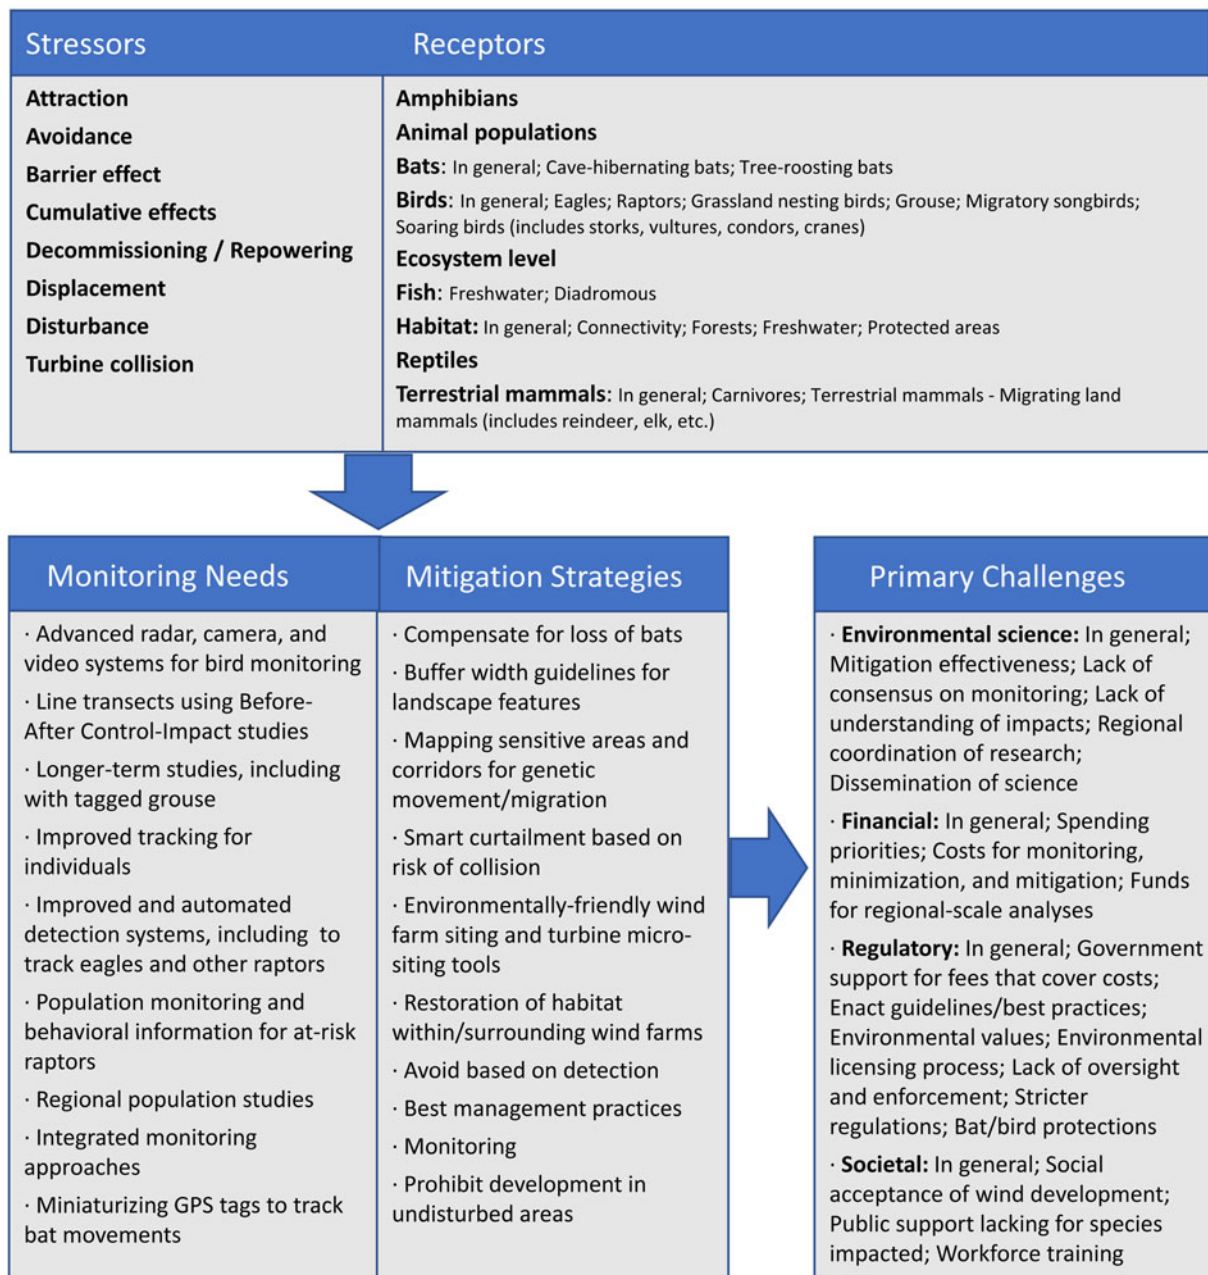 Stressors
Receptors
Attraction
Avoidance
Barrier effect
Cumulative effects
Decommissioning / Repowering
Displacement
Disturbance
Turbine collision
Amphibians
Animal populations
Bats: In general; Cave-hibernating bats; Tree-roosting bats
Birds: In general; Eagles; Raptors; Grassland nesting birds; Grouse; Migratory songbirds;
Soaring birds (includes storks, vultures, condors, cranes)
Ecosystem level
Fish: Freshwater; Diadromous
Habitat: In general; Connectivity; Forests; Freshwater; Protected areas
Reptiles
Terrestrial mammals: In general; Carnivores; Terrestrial mammals - Migrating land
mammals (includes reindeer, elk, etc.)
Monitoring Needs
· Advanced radar, camera, and
video systems for bird monitoring
· Line transects using Before-
After Control-Impact studies
· Longer-term studies, including
with tagged grouse
· Improved tracking for
individuals
· Improved and automated
detection systems, including to
track eagles and other raptors
· Population monitoring and
behavioral information for at-risk
raptors
· Regional population studies
· Integrated monitoring
approaches
· Miniaturizing GPS tags to track
bat movements
Mitigation Strategies
· Compensate for loss of bats
· Buffer width guidelines for
landscape features
· Mapping sensitive areas and
corridors for genetic
movement/migration
· Smart curtailment based on
risk of collision
· Environmentally-friendly wind
farm siting and turbine micro-
siting tools
· Restoration of habitat
within/surrounding wind farms
· Avoid based on detection
· Best management practices
· Monitoring
· Prohibit development in
undisturbed areas
Primary Challenges
· Environmental science: In general;
Mitigation effectiveness; Lack of
consensus on monitoring; Lack of
understanding of impacts; Regional
coordination of research;
Dissemination of science
· Financial: In general; Spending
priorities; Costs for monitoring,
minimization, and mitigation; Funds
for regional-scale analyses
· Regulatory: In general; Government
support for fees that cover costs;
Enact guidelines/best practices;
Environmental values; Environmental
licensing process; Lack of oversight
and enforcement; Stricter
regulations; Bat/bird protections
· Societal: In general; Social
acceptance of wind development;
Public support lacking for species
impacted; Workforce training